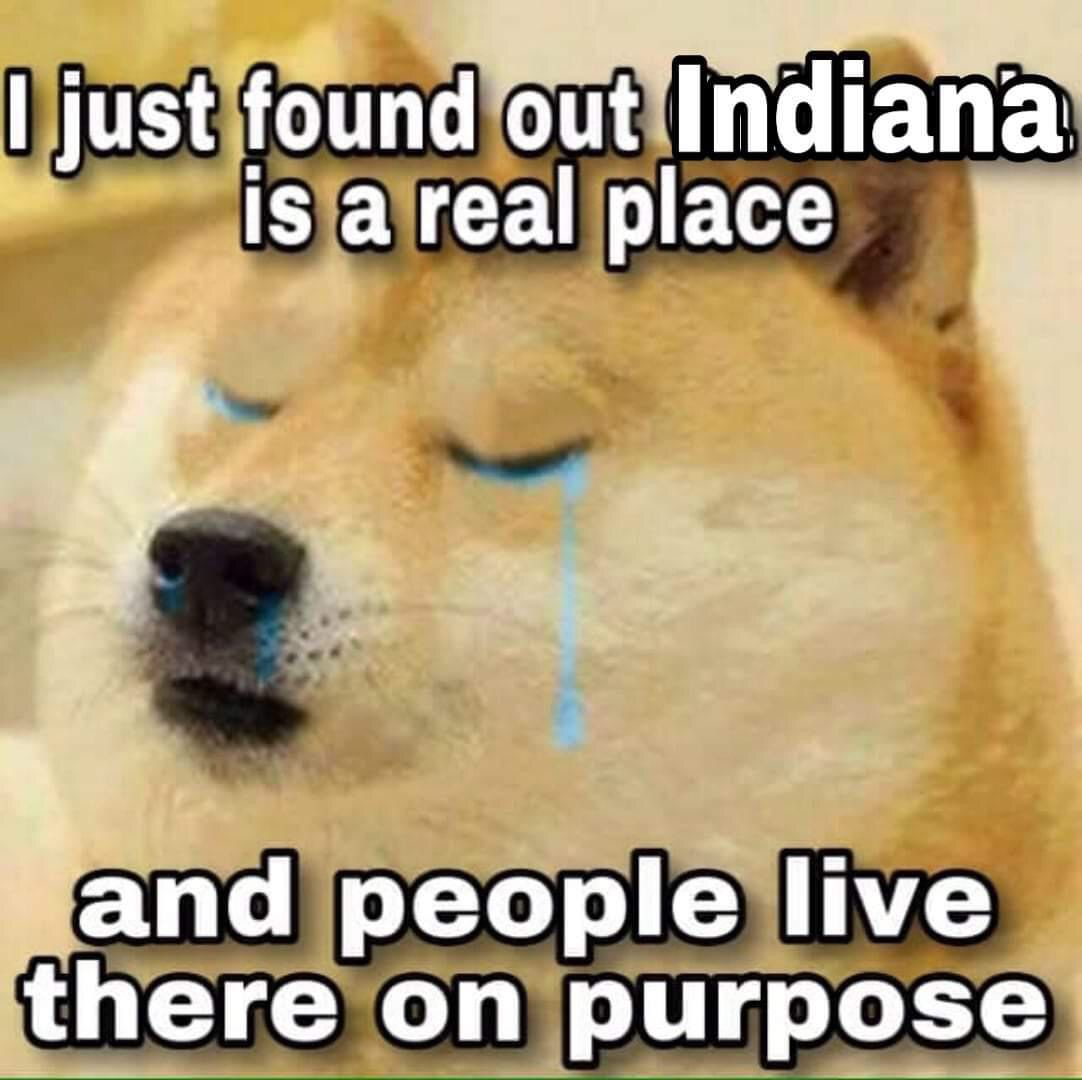 I just found out Indiana
is a real place
and people live
there on purpose